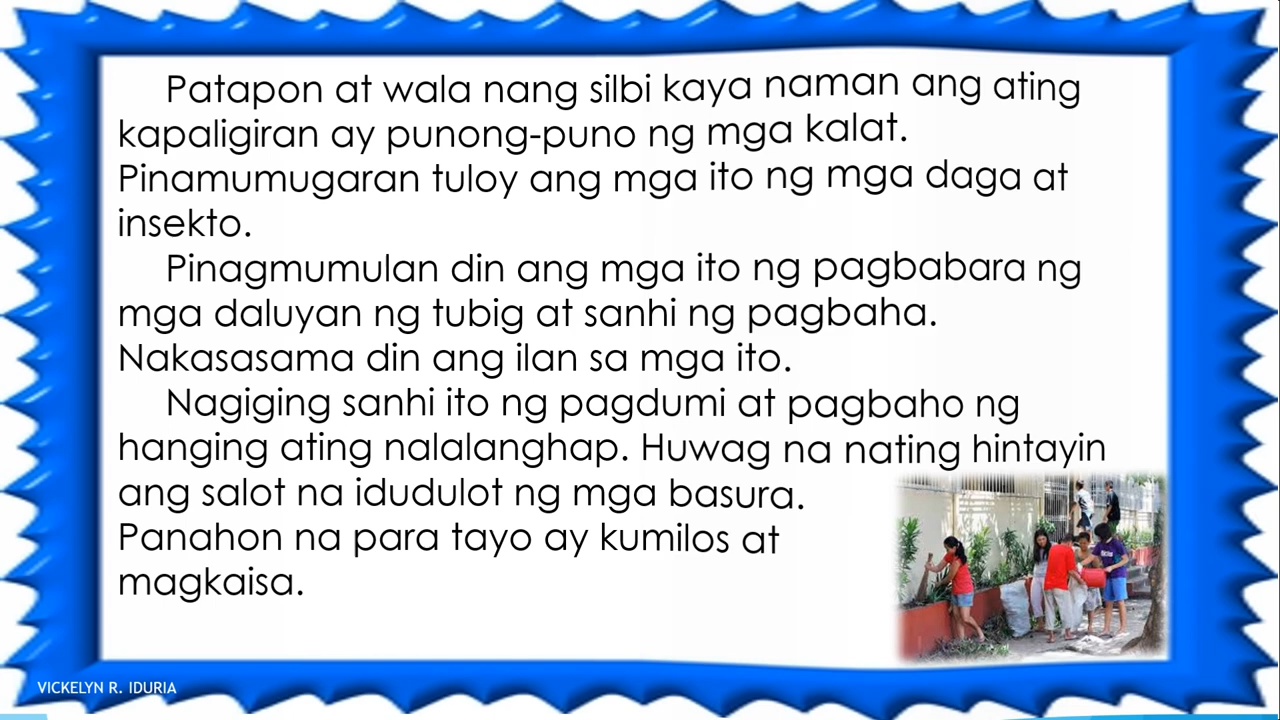 Patapon at wala nang silbi kaya naman ang ating
kapaligiran ay punong-puno ng mga kalat.
Pinamumugaran tuloy ang mga ito ng mga daga at
insekto.
Pinagmumulan din ang mga ito ng pagbabara ng
mga daluyan ng tubig at sanhi ng pagbaha.
Nakasasama din ang ilan sa mga ito.
Nagiging sanhi ito ng pagdumi at pagbaho ng
hanging ating nalalanghap. Huwag na nating hintayin
ang salot na idudulot ng mga basura.
Panahon na para tayo ay kumilos at
magkaisa.
VICKELYN R. IDURIA